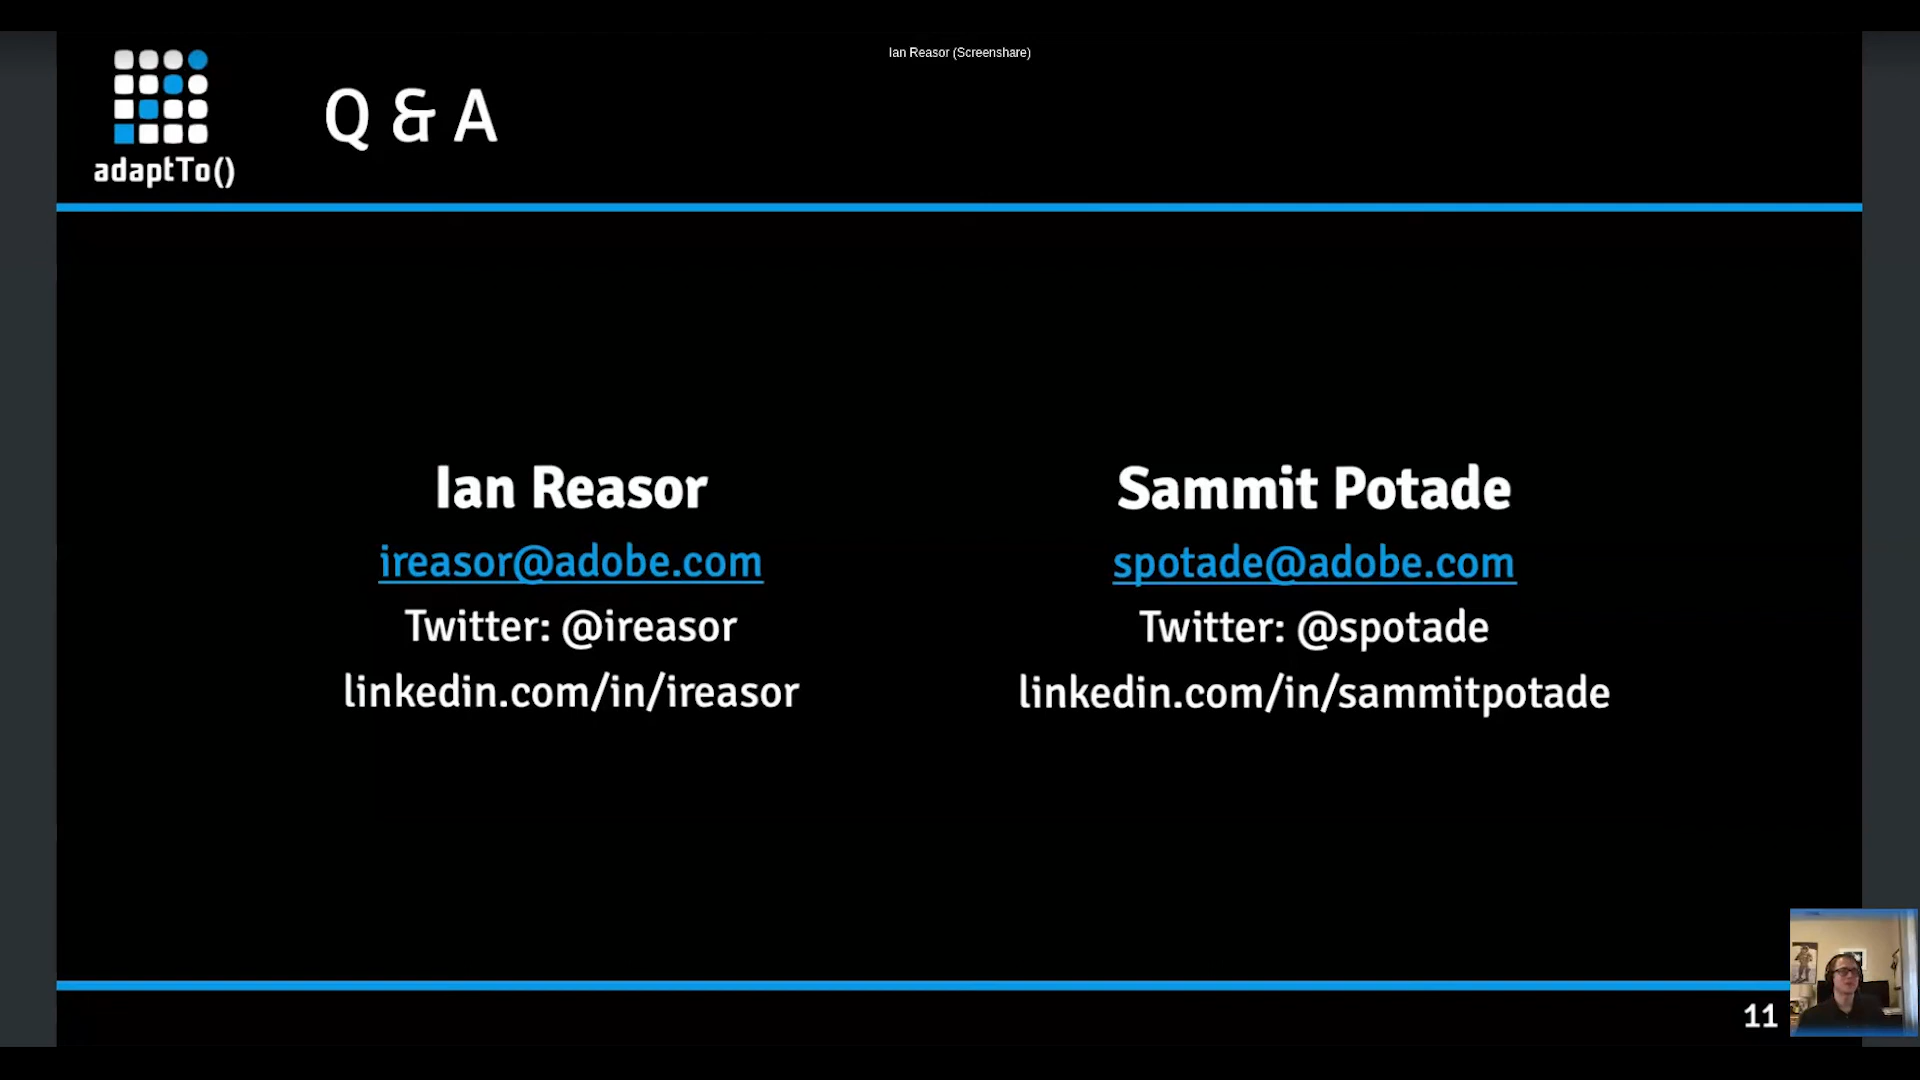 Ian Reasor (Screenshare)
adaptTo()
Q & A
Ian Reasor
ireasor@adobe.com
Twitter: @ireasor
linkedin.com/in/ireasor
Sammit Potade
spotade@adobe.com
Twitter: @spotade
linkedin.com/in/sammitpotade
11